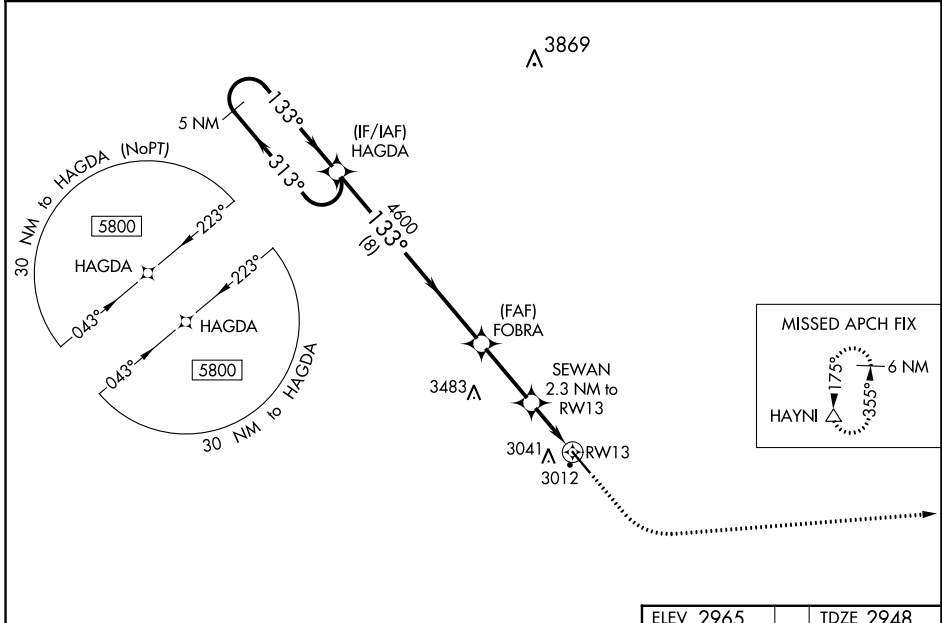 3869
5 NM
133°
(IF/IAF)
HAGDA
313°
30 NM to HAGDA (NoPT)
5800
223°
HAGDA
043°
4600
133°
(8)
223°
HAGDA
043°
5800
30 NM to HAGDA
(FAF)
FOBRA
3483
SEWAN
2.3 NM to
RW13
3041
RW13
3012
MISSED APCH FIX
6 NM
175°
355°
HAYNI
ELEV 2965
TDZE 2948